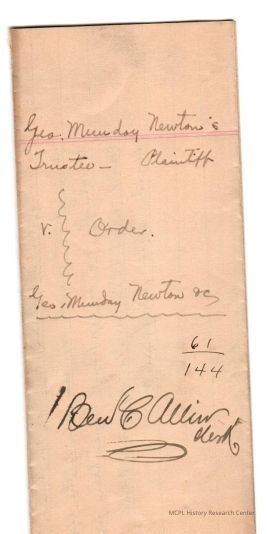 Geo. Munday Newton's
Trustee - Plaintiff
v. Order.
Geo. Munday Newton &c
61
144
Ben C Allin
clerk
MCPL History Research Center